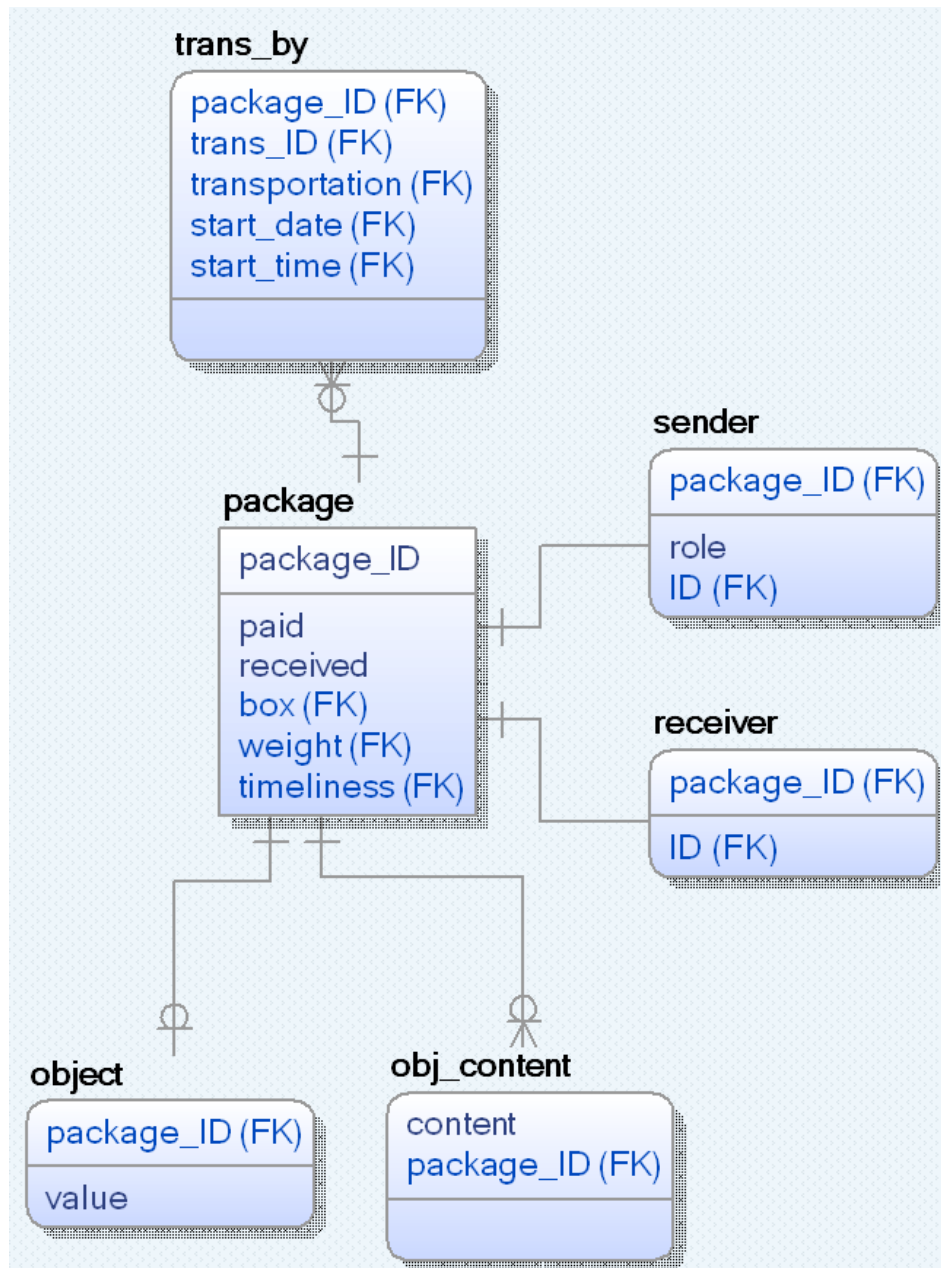 trans_by
package_ID (FK)
trans_ID (FK)
transportation (FK)
start_date (FK)
start_time (FK)
package
package_ID
paid
received
box (FK)
weight (FK)
timeliness (FK)
sender
package_ID (FK)
role
ID (FK)
receiver
package_ID (FK)
ID (FK)
object
package_ID (FK)
value
obj_content
content
package_ID (FK)